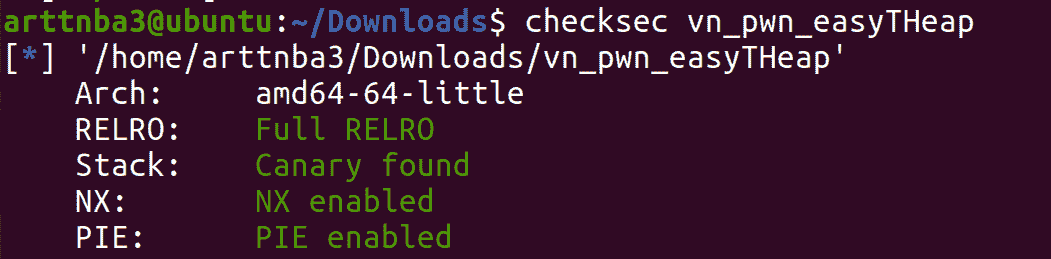 arttnba3@ubuntu:~/Downloads$ checksec vn_pwn_easyTHeap
[*] '/home/arttnba3/Downloads/vn_pwn_easyTHeap'
Arch: amd64-64-little
RELRO: Full RELRO
Stack: Canary found
NX: NX enabled
PIE: PIE enabled